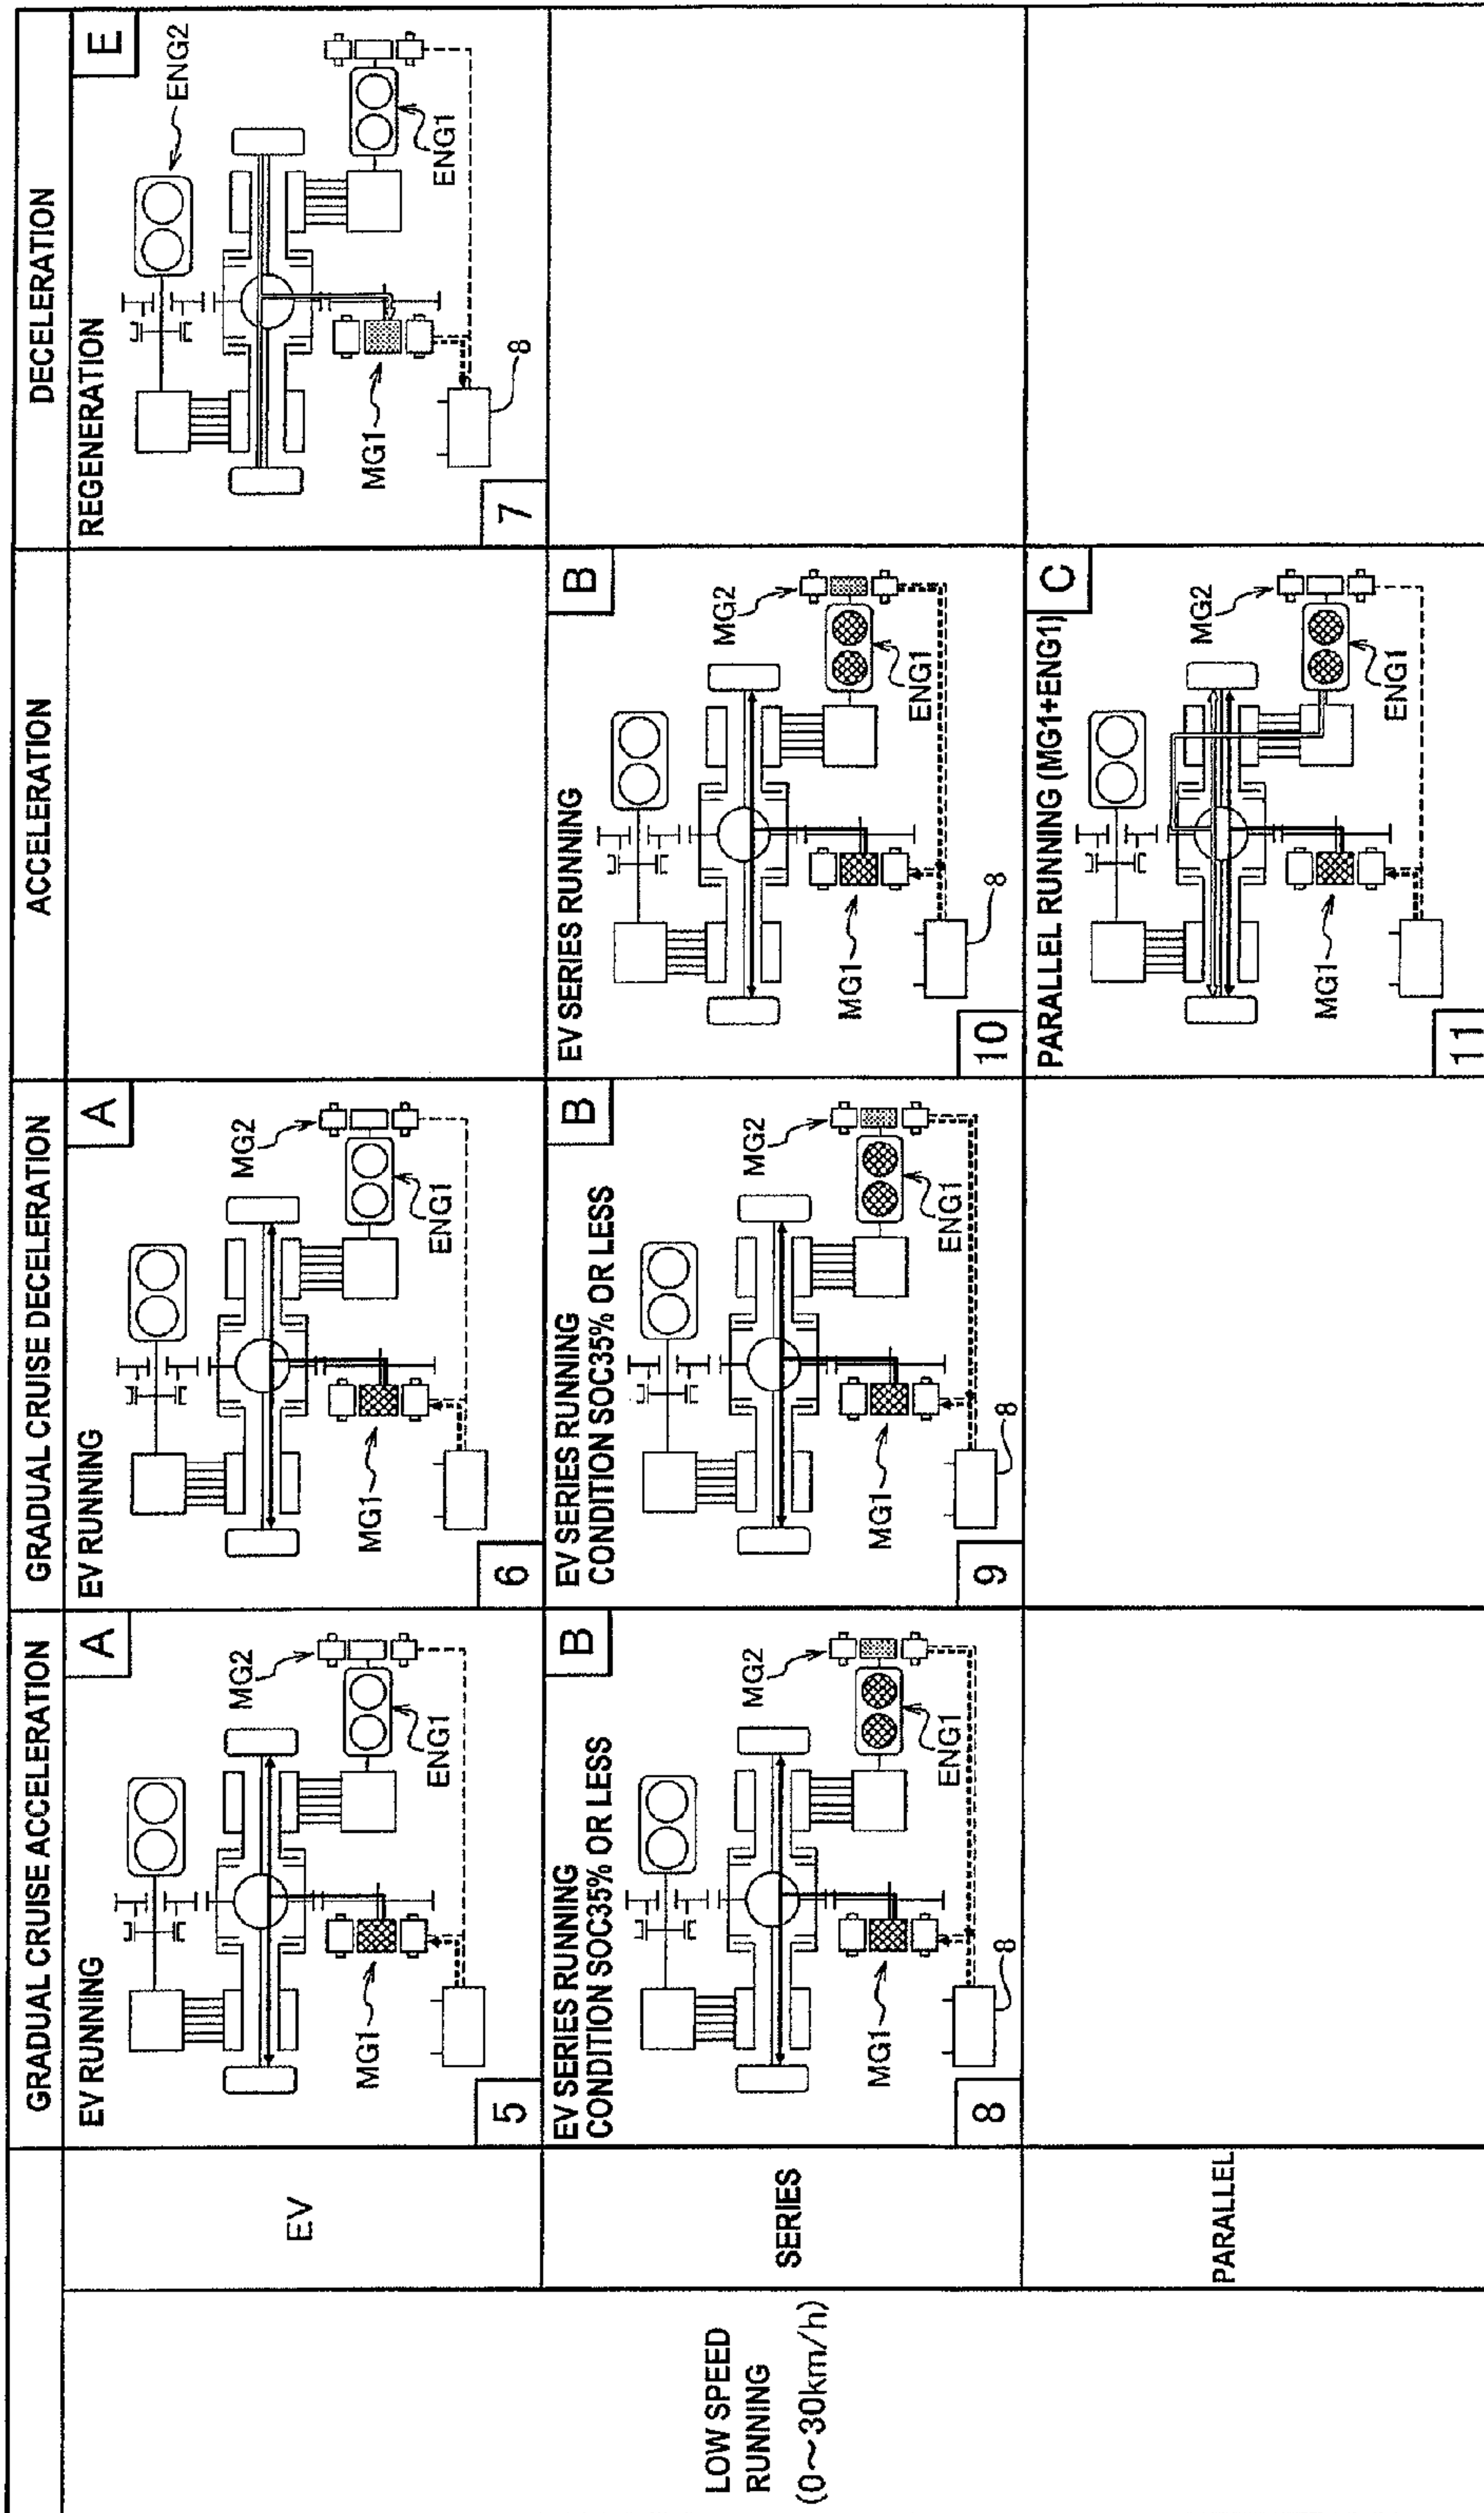 GRADUAL CRUISE ACCELERATION
GRADUAL CRUISE DECELERATION
ACCELERATION
DECELERATION
LOW SPEED
RUNNING
(0~30km/h)
EV
EV RUNNING
A
MG2
ENG1
MG1
5
EV RUNNING
A
MG2
ENG1
MG1
6
REGENERATION
E
ENG2
ENG1
MG1
8
7
SERIES
EV SERIES RUNNING
CONDITION SOC35% OR LESS
B
MG2
ENG1
MG1
8
8
EV SERIES RUNNING
CONDITION SOC35% OR LESS
B
MG2
ENG1
MG1
8
9
EV SERIES RUNNING
B
MG2
ENG1
MG1
8
10
PARALLEL
PARALLEL RUNNING (MG1+ENG1)
C
MG2
ENG1
MG1
11